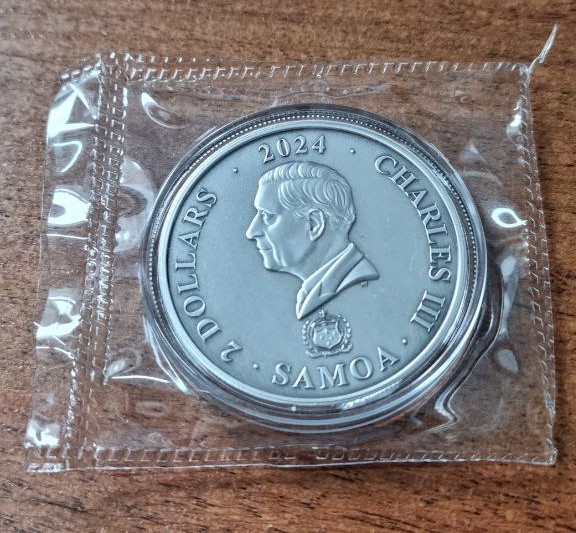 2 DOLLARS · 2024 · CHARLES III
· SAMOA ·